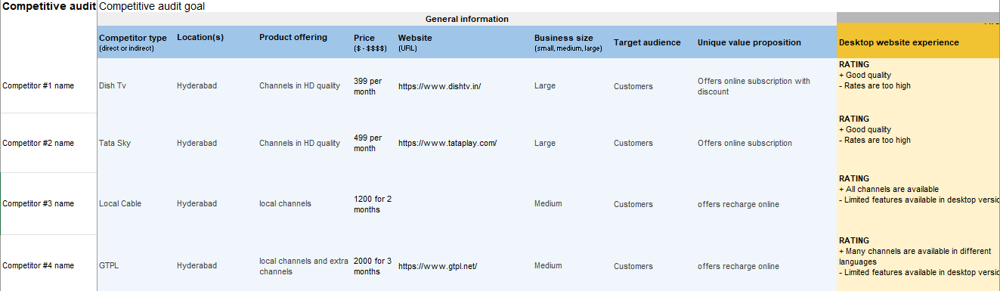 Competitive audit Competitive audit goal
General information
Competitor type Location(s) Product offering Price Website Business size Target audience Unique value proposition Desktop website experience
(direct or indirect) ($ - $$$$) (URL) (small, medium, large)
Competitor #1 name
Dish Tv
Hyderabad
Channels in HD quality
399 per
month
https://www.dishtv.in/
Large
Customers
Offers online subscription with
discount
RATING
+ Good quality
- Rates are too high
Competitor #2 name
Tata Sky
Hyderabad
Channels in HD quality
499 per
month
https://www.tataplay.com/
Large
Customers
Offers online subscription
RATING
+ Good quality
- Rates are too high
Competitor #3 name
Local Cable
Hyderabad
local channels
1200 for 2
months
Medium
Customers
offers recharge online
RATING
+ All channels are available
- Limited features available in desktop versio
Competitor #4 name
GTPL
Hyderabad
local channels and extra
channels
2000 for 3
months
https://www.gtpl.net/
Medium
Customers
offers recharge online
RATING
+ Many channels are available in different
languages
- Limited features available in desktop versio